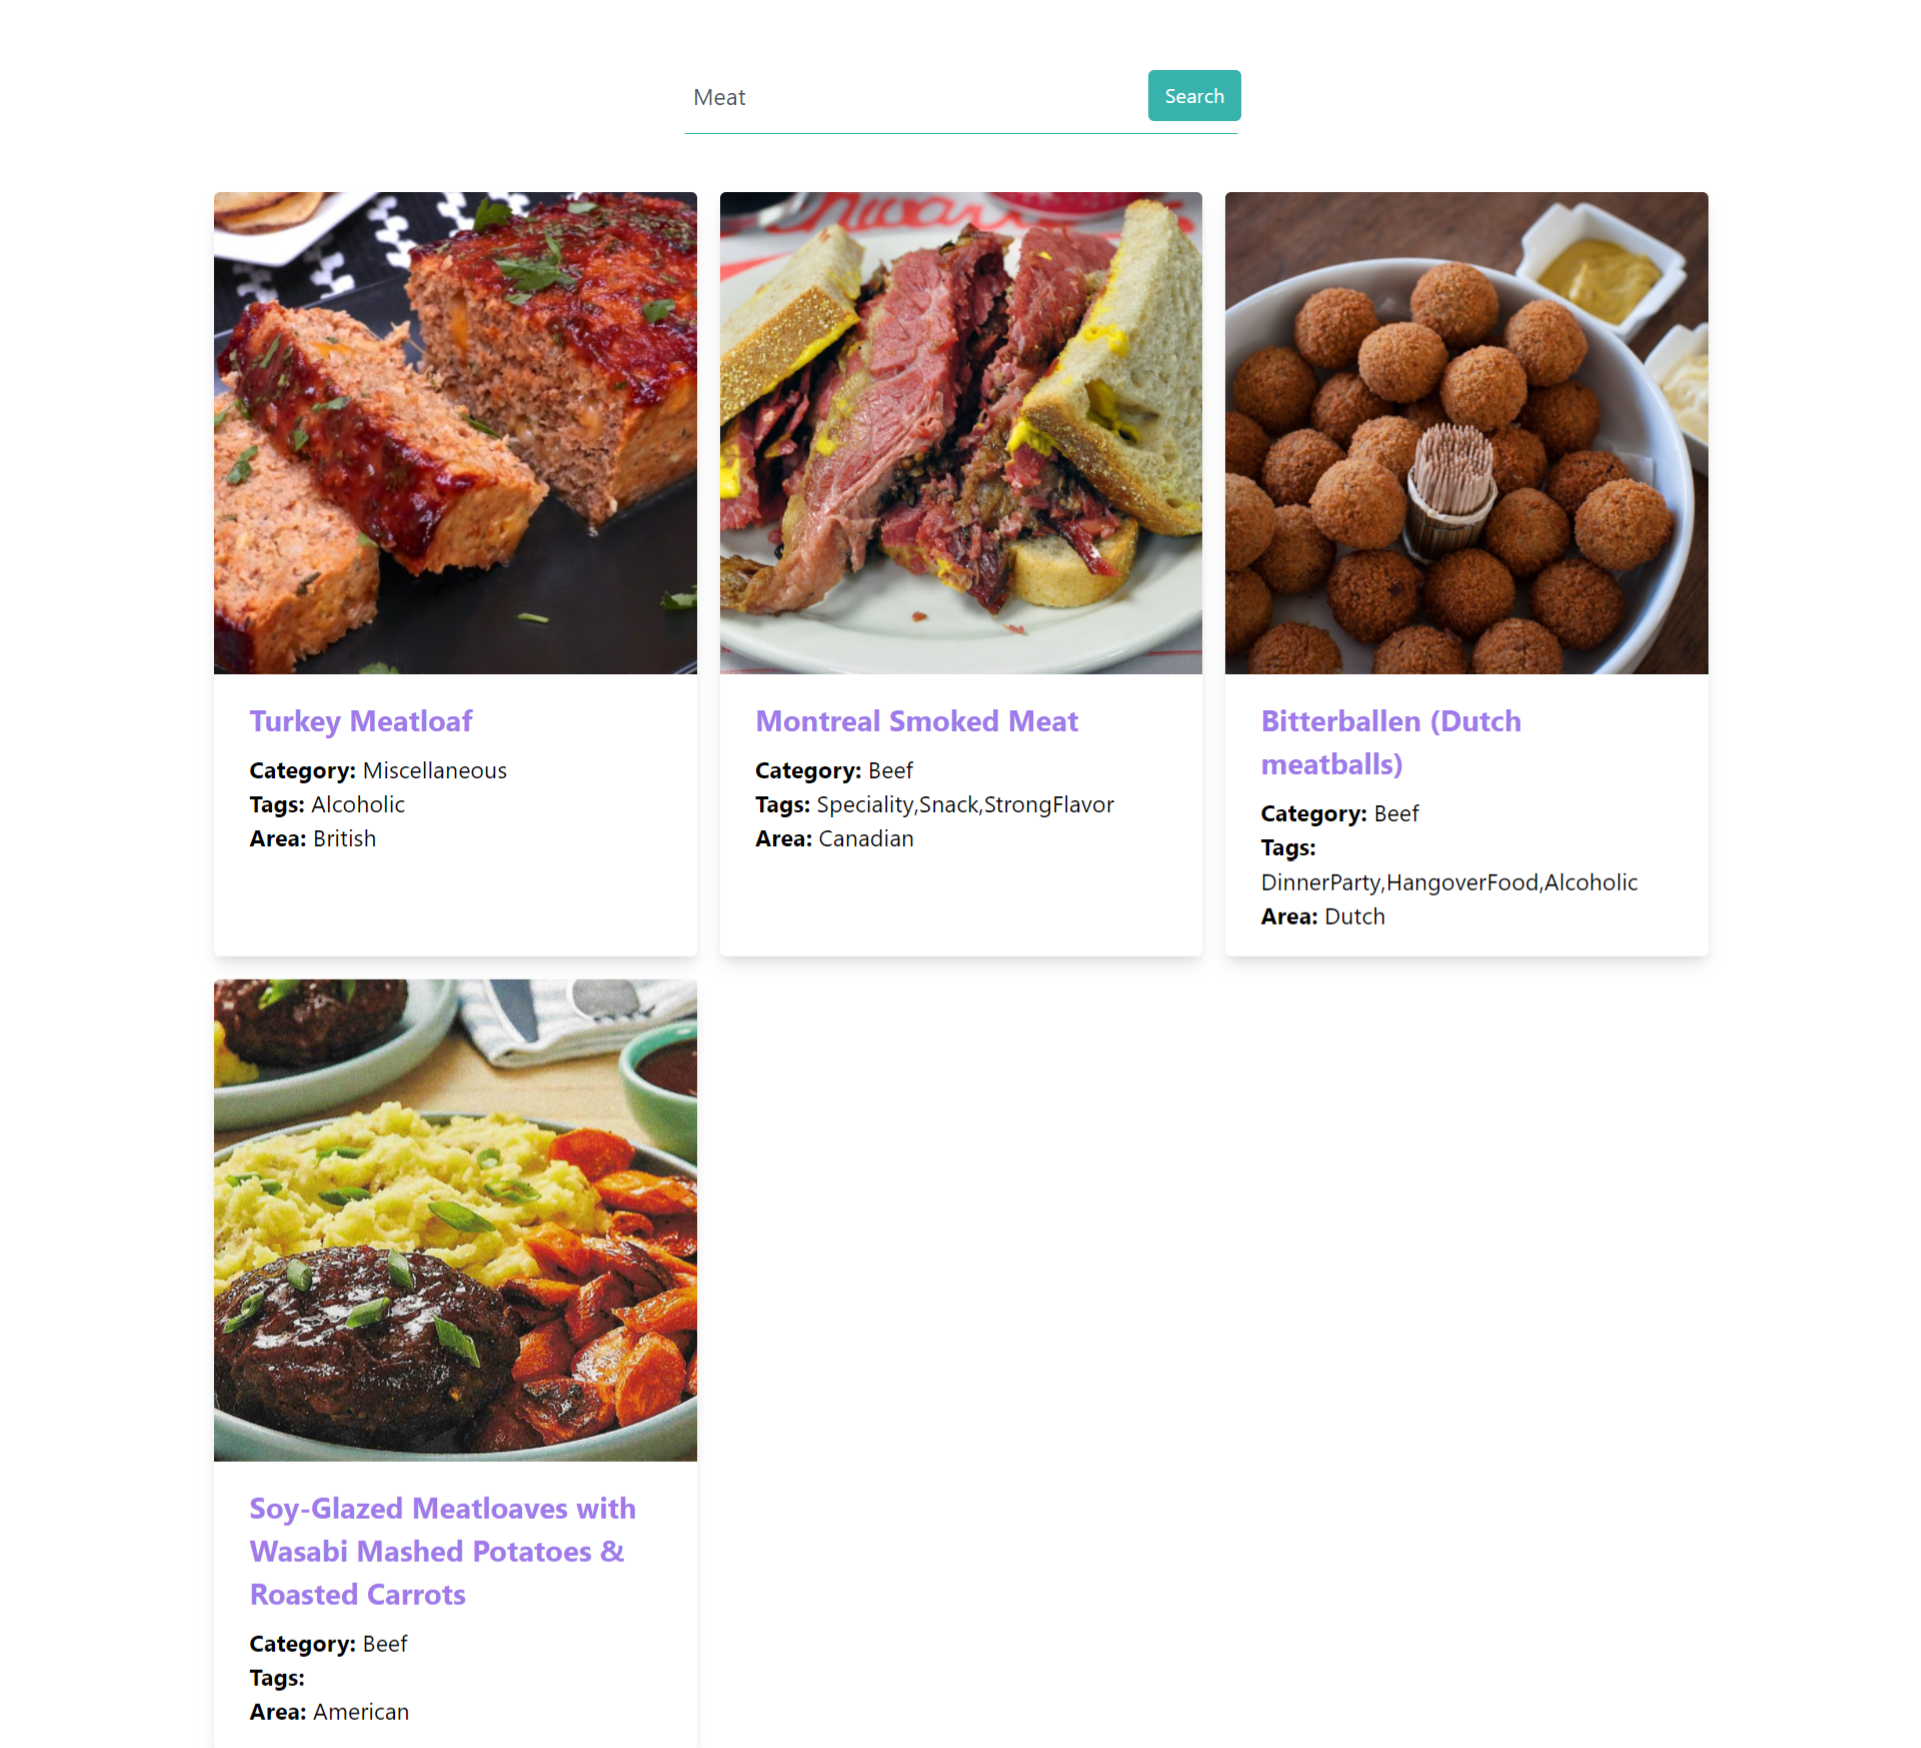 Meat
Search
Turkey Meatloaf
Category: Miscellaneous
Tags: Alcoholic
Area: British
Montreal Smoked Meat
Category: Beef
Tags: Speciality,Snack,StrongFlavor
Area: Canadian
Bitterballen (Dutch
meatballs)
Category: Beef
Tags:
DinnerParty,HangoverFood,Alcoholic
Area: Dutch
Soy-Glazed Meatloaves with
Wasabi Mashed Potatoes &
Roasted Carrots
Category: Beef
Tags:
Area: American